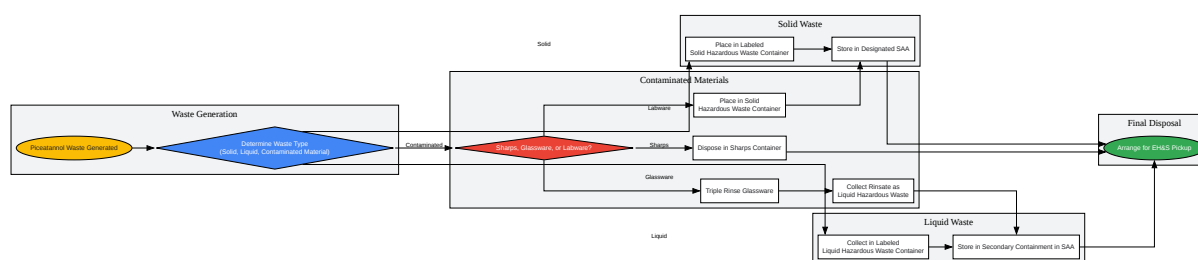 Solid Waste
Solid
Place in Labeled
Solid Hazardous Waste Container
Store in Designated SAA
Contaminated Materials
Labware
Place in Solid
Hazardous Waste Container
Waste Generation
Piceatannol Waste Generated
Determine Waste Type
(Solid, Liquid, Contaminated Material)
Contaminated
Sharps, Glassware, or Labware?
Sharps
Dispose in Sharps Container
Final Disposal
Arrange for EH&S Pickup
Glassware
Triple Rinse Glassware
Collect Rinsate as
Liquid Hazardous Waste
Liquid Waste
Liquid
Collect in Labeled
Liquid Hazardous Waste Container
Store in Secondary Containment in SAA